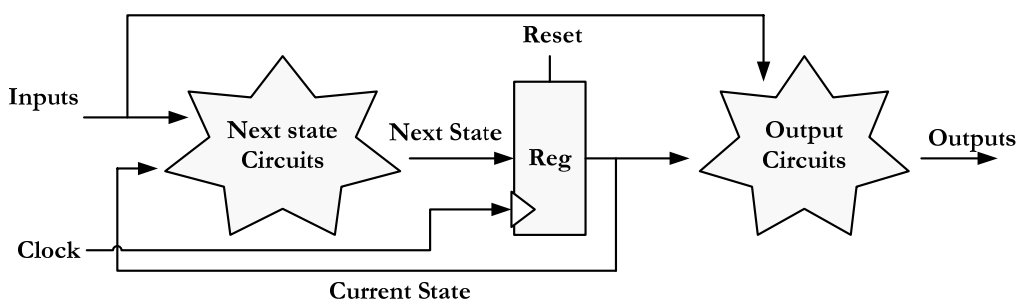 Reset
Inputs
Next state
Circuits
Next State
Reg
Output
Circuits
Outputs
Clock
Current State